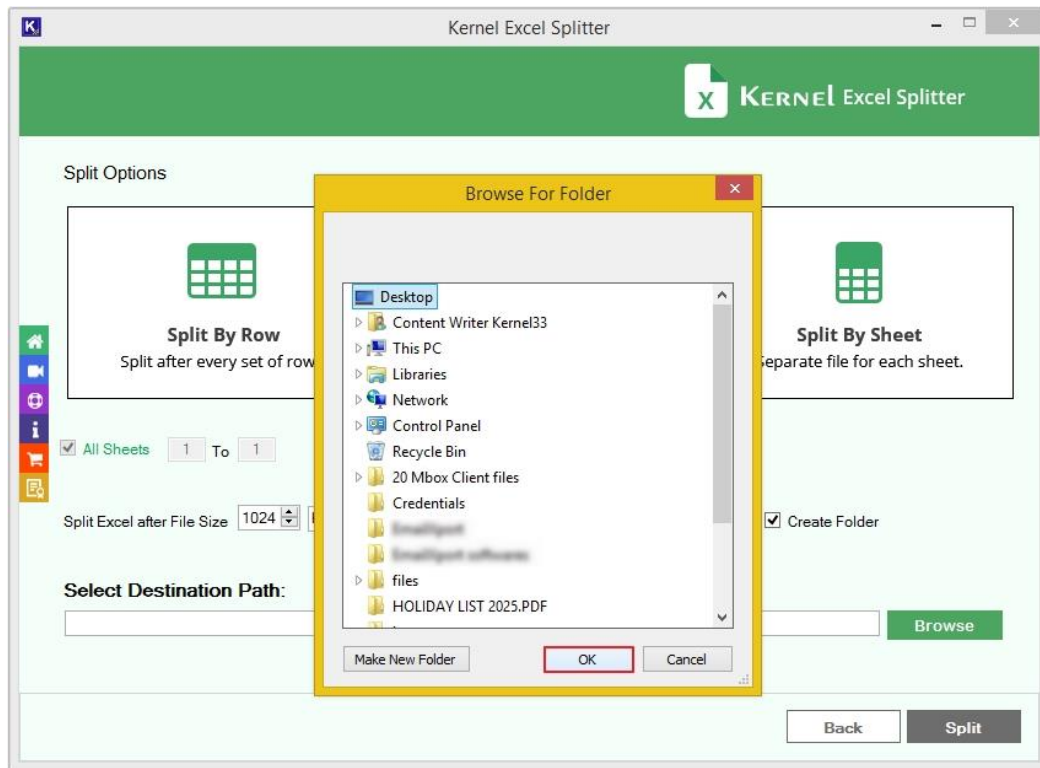 Kernel Excel Splitter
KERNEL Excel Splitter
Split Options
Browse For Folder
Split By Row
Split after every set of row
Split By Sheet
Separate file for each sheet.
Desktop
Content Writer Kernel33
This PC
Libraries
Network
Control Panel
Recycle Bin
20 Mbox Client files
Credentials
files
HOLIDAY LIST 2025.PDF
All Sheets 1 To 1
Split Excel after File Size 1024
Create Folder
Select Destination Path:
Browse
Make New Folder OK Cancel
Back Split